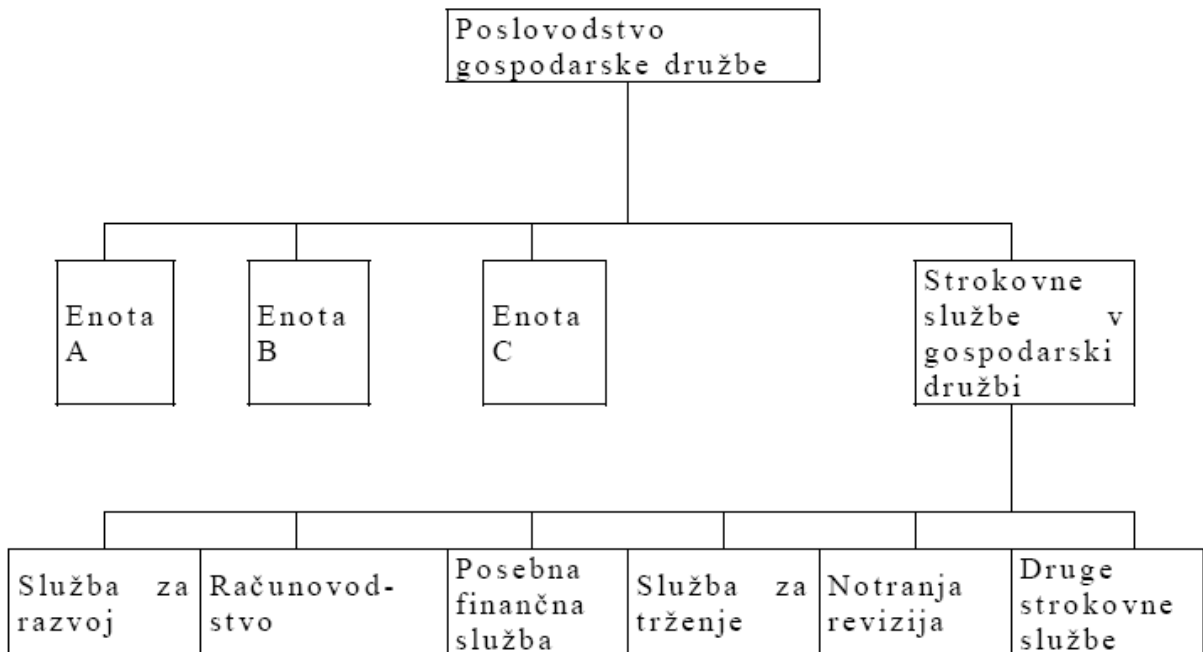 Poslovodstvo
gospodarske družbe
Enota
A
Enota
B
Enota
C
Strokovne
službe v
gospodarski
družbi
Služba za
razvoj
Računovod-
stvo
Posebna
finančna
služba
Služba za
trženje
Notranja
revizija
Druge
strokovne
službe